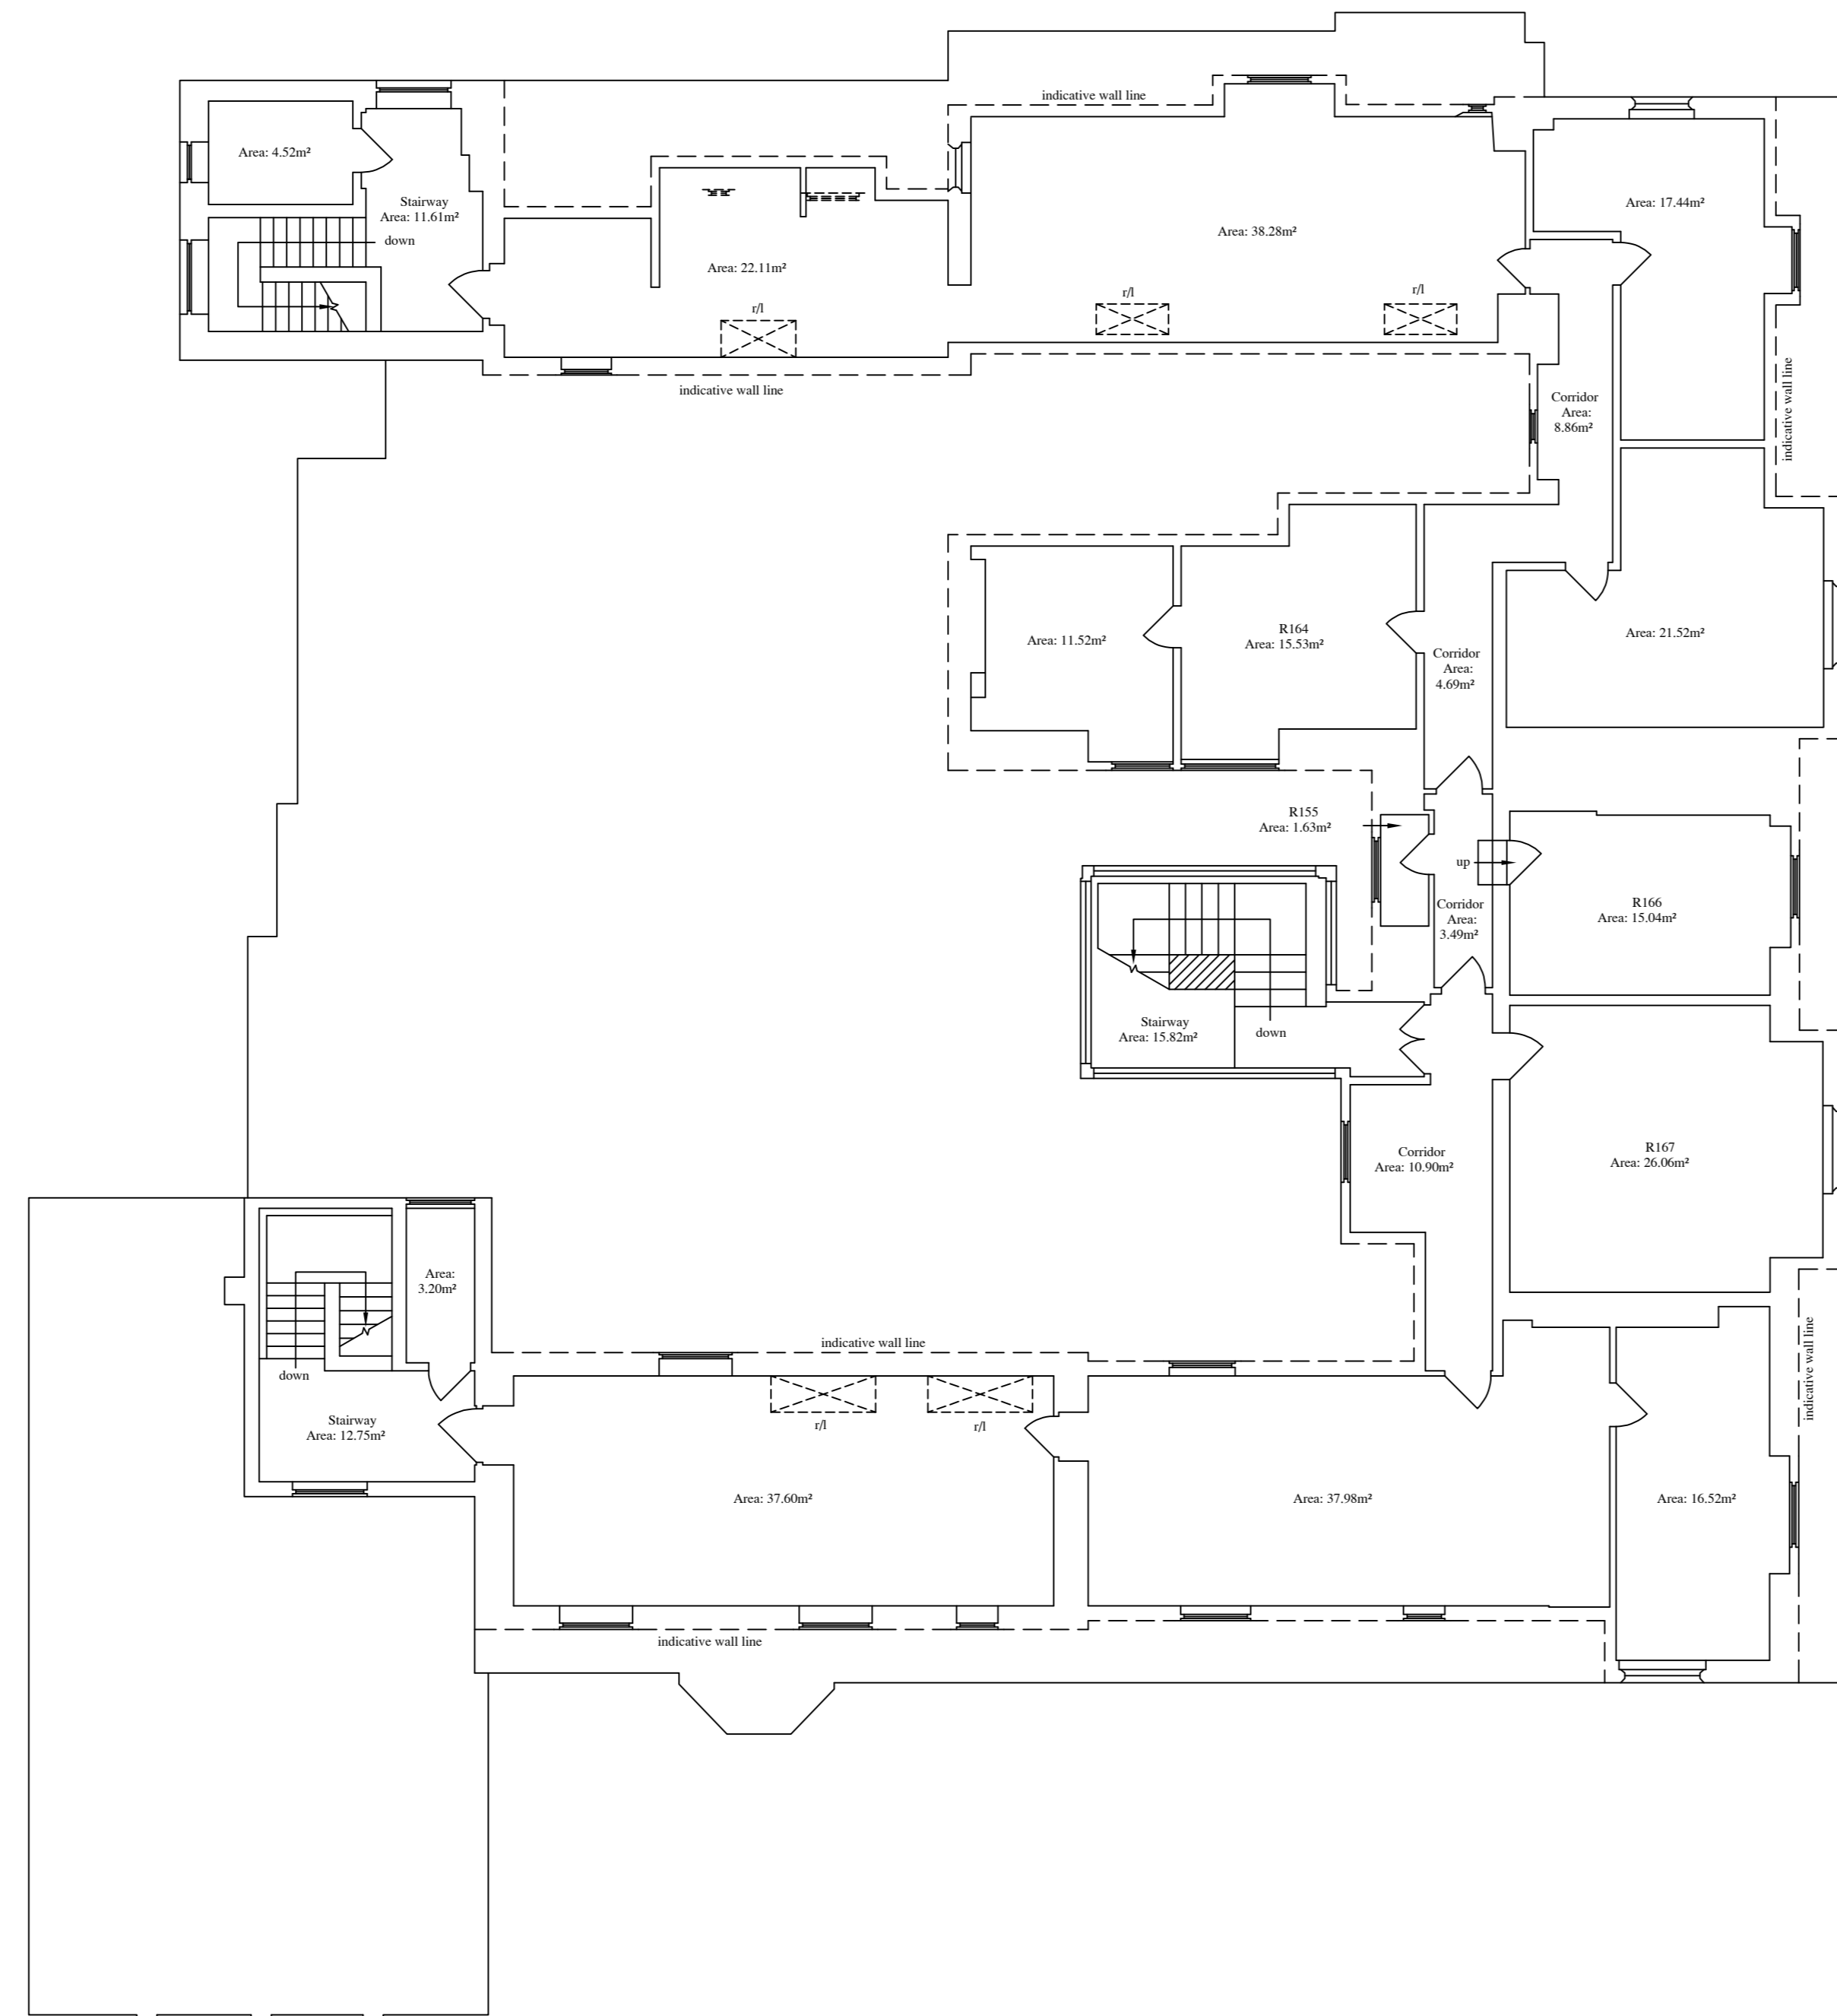 indicative wall line
Area: 4.52m²
Stairway
Area: 11.61m²
down
Area: 22.11m²
r/l
Area: 38.28m²
r/l
r/l
Area: 17.44m²
indicative wall line
indicative wall line
Corridor
Area:
8.86m²
Area: 11.52m²
R164
Area: 15.53m²
Corridor
Area:
4.69m²
Area: 21.52m²
R155
Area: 1.63m²
up
Corridor
Area:
3.49m²
R166
Area: 15.04m²
Stairway
Area: 15.82m²
down
Corridor
Area: 10.90m²
R167
Area: 26.06m²
Area:
3.20m²
down
indicative wall line
indicative wall line
Stairway
Area: 12.75m²
r/l
r/l
Area: 37.60m²
Area: 37.98m²
Area: 16.52m²
indicative wall line